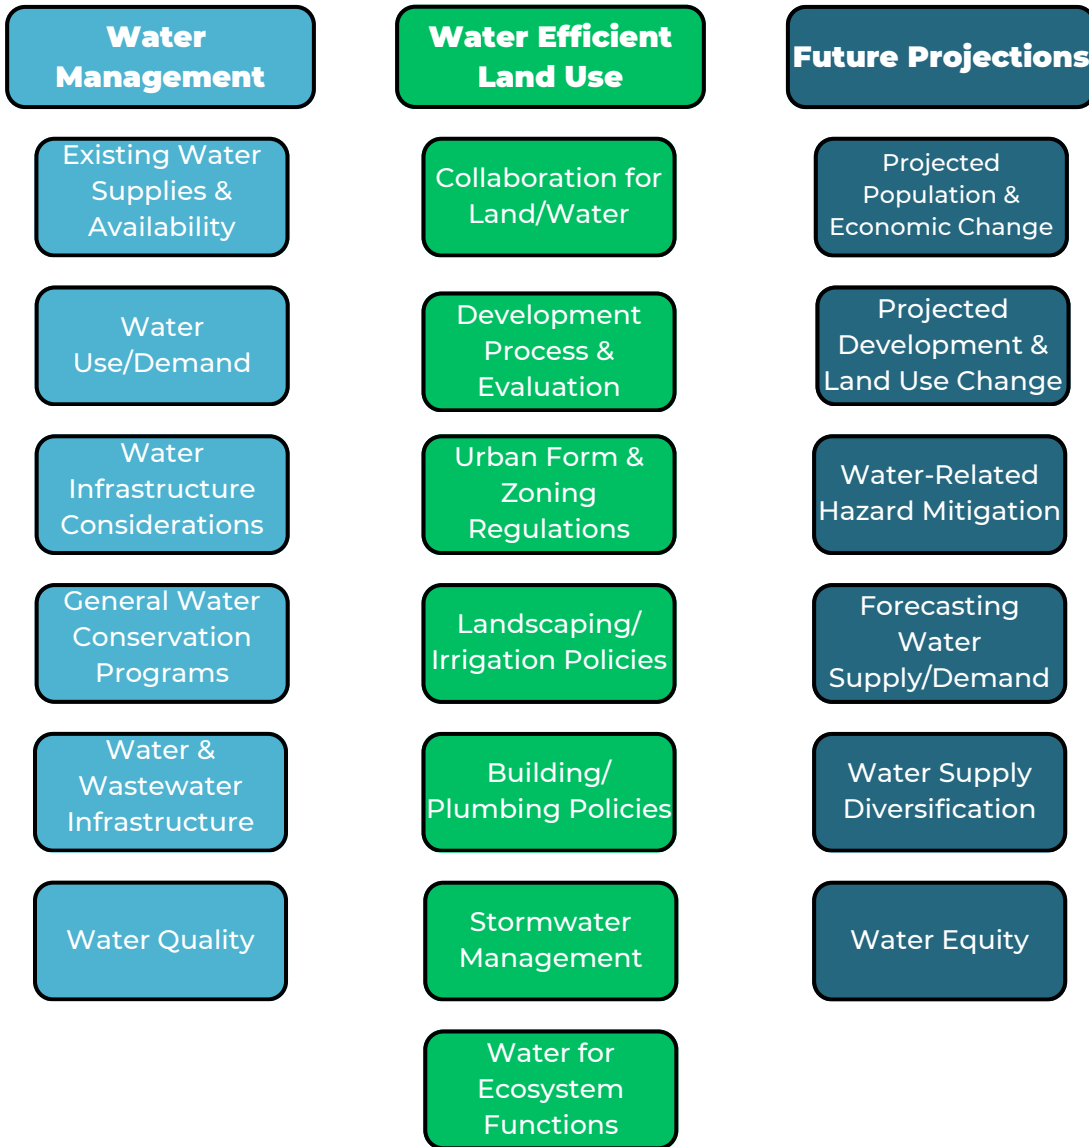 Water
Management
Existing Water
Supplies &
Availability
Water
Use/Demand
Water
Infrastructure
Considerations
General Water
Conservation
Programs
Water &
Wastewater
Infrastructure
Water Quality
Water Efficient
Land Use
Collaboration for
Land/Water
Development
Process &
Evaluation
Urban Form &
Zoning
Regulations
Landscaping/
Irrigation Policies
Building/
Plumbing Policies
Stormwater
Management
Water for
Ecosystem
Functions
Future Projections
Projected
Population &
Economic Change
Projected
Development &
Land Use Change
Water-Related
Hazard Mitigation
Forecasting
Water
Supply/Demand
Water Supply
Diversification
Water Equity